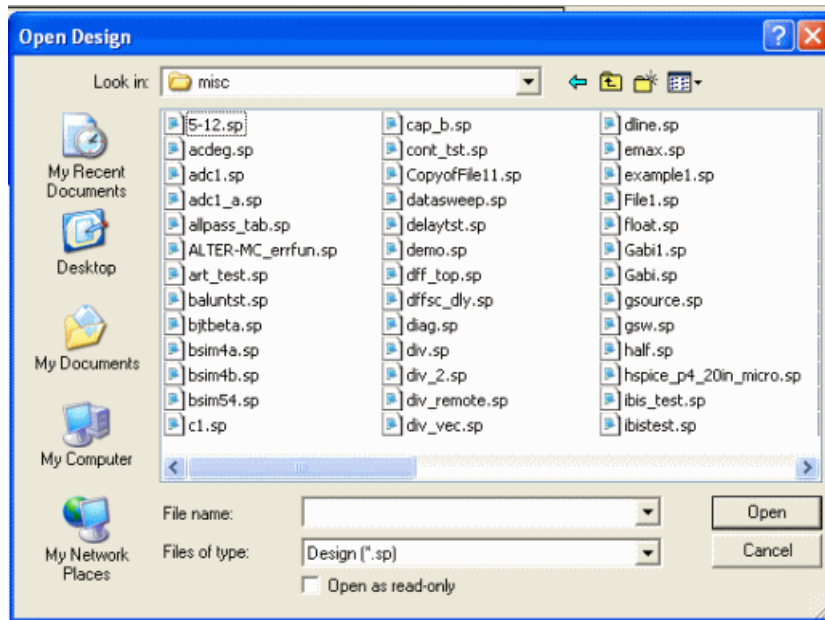 Open Design
Look in: misc
My Recent
Documents
Desktop
My Documents
My Computer
My Network
Places
5-12.sp
acdeg.sp
adc1.sp
adc1_a.sp
allpass_tab.sp
ALTER-MC_errfun.sp
art_test.sp
baluntst.sp
bjtbeta.sp
bsim4a.sp
bsim4b.sp
bsim54.sp
c1.sp
cap_b.sp
cont_tst.sp
CopyofFile11.sp
datasweep.sp
delaytst.sp
demo.sp
dff_top.sp
dffsc_dly.sp
diag.sp
div.sp
div_2.sp
div_remote.sp
div_vec.sp
dline.sp
emax.sp
example1.sp
File1.sp
float.sp
Gabi1.sp
Gabi.sp
gsource.sp
gsw.sp
half.sp
hspice_p4_20in_micro.sp
ibis_test.sp
ibistest.sp
File name:
Open
Files of type: Design (*.sp)
Cancel
Open as read-only